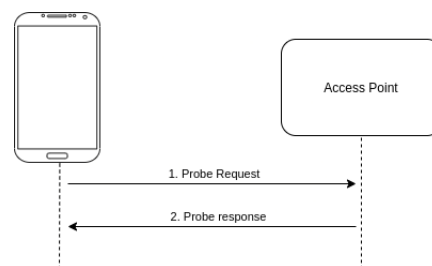 Access Point
1. Probe Request
2. Probe response